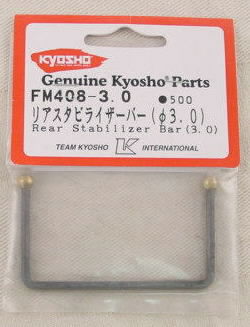 KYOSHO
Genuine Kyosho Parts
FM408-3.0 ●500
リアスタビライザーバー(φ3.0)
Rear Stabilizer Bar(3.0)
TEAM KYOSHO K INTERNATIONAL